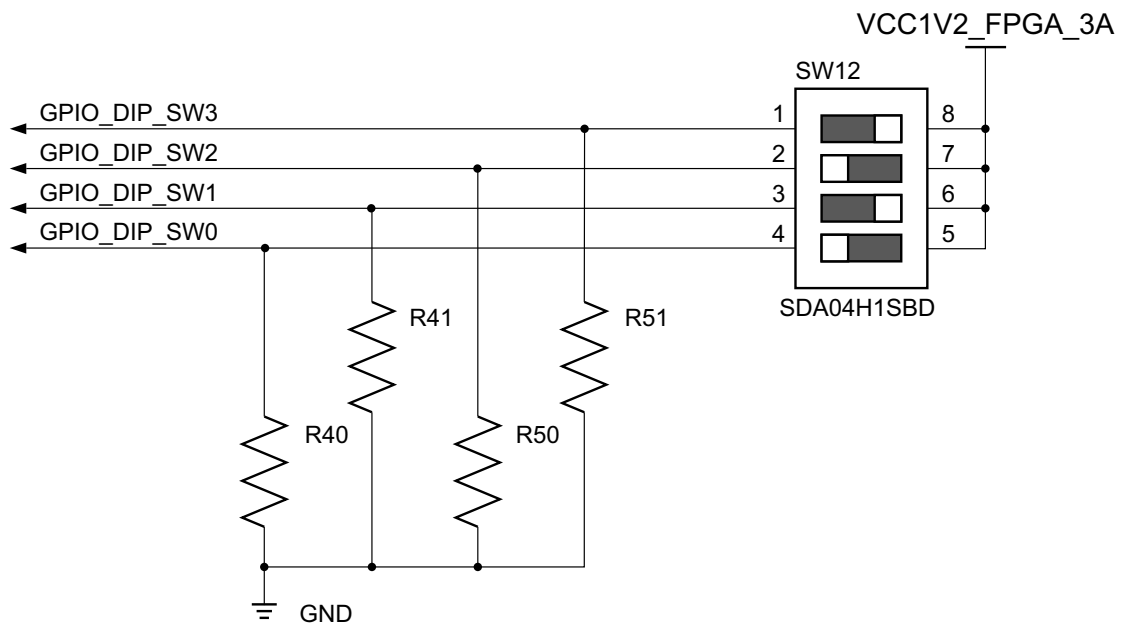 VCC1V2_FPGA_3A
SW12
GPIO_DIP_SW3 1 8
GPIO_DIP_SW2 2 7
GPIO_DIP_SW1 3 6
GPIO_DIP_SW0 4 5
SDA04H1SBD
R41 R51
R40 R50
GND